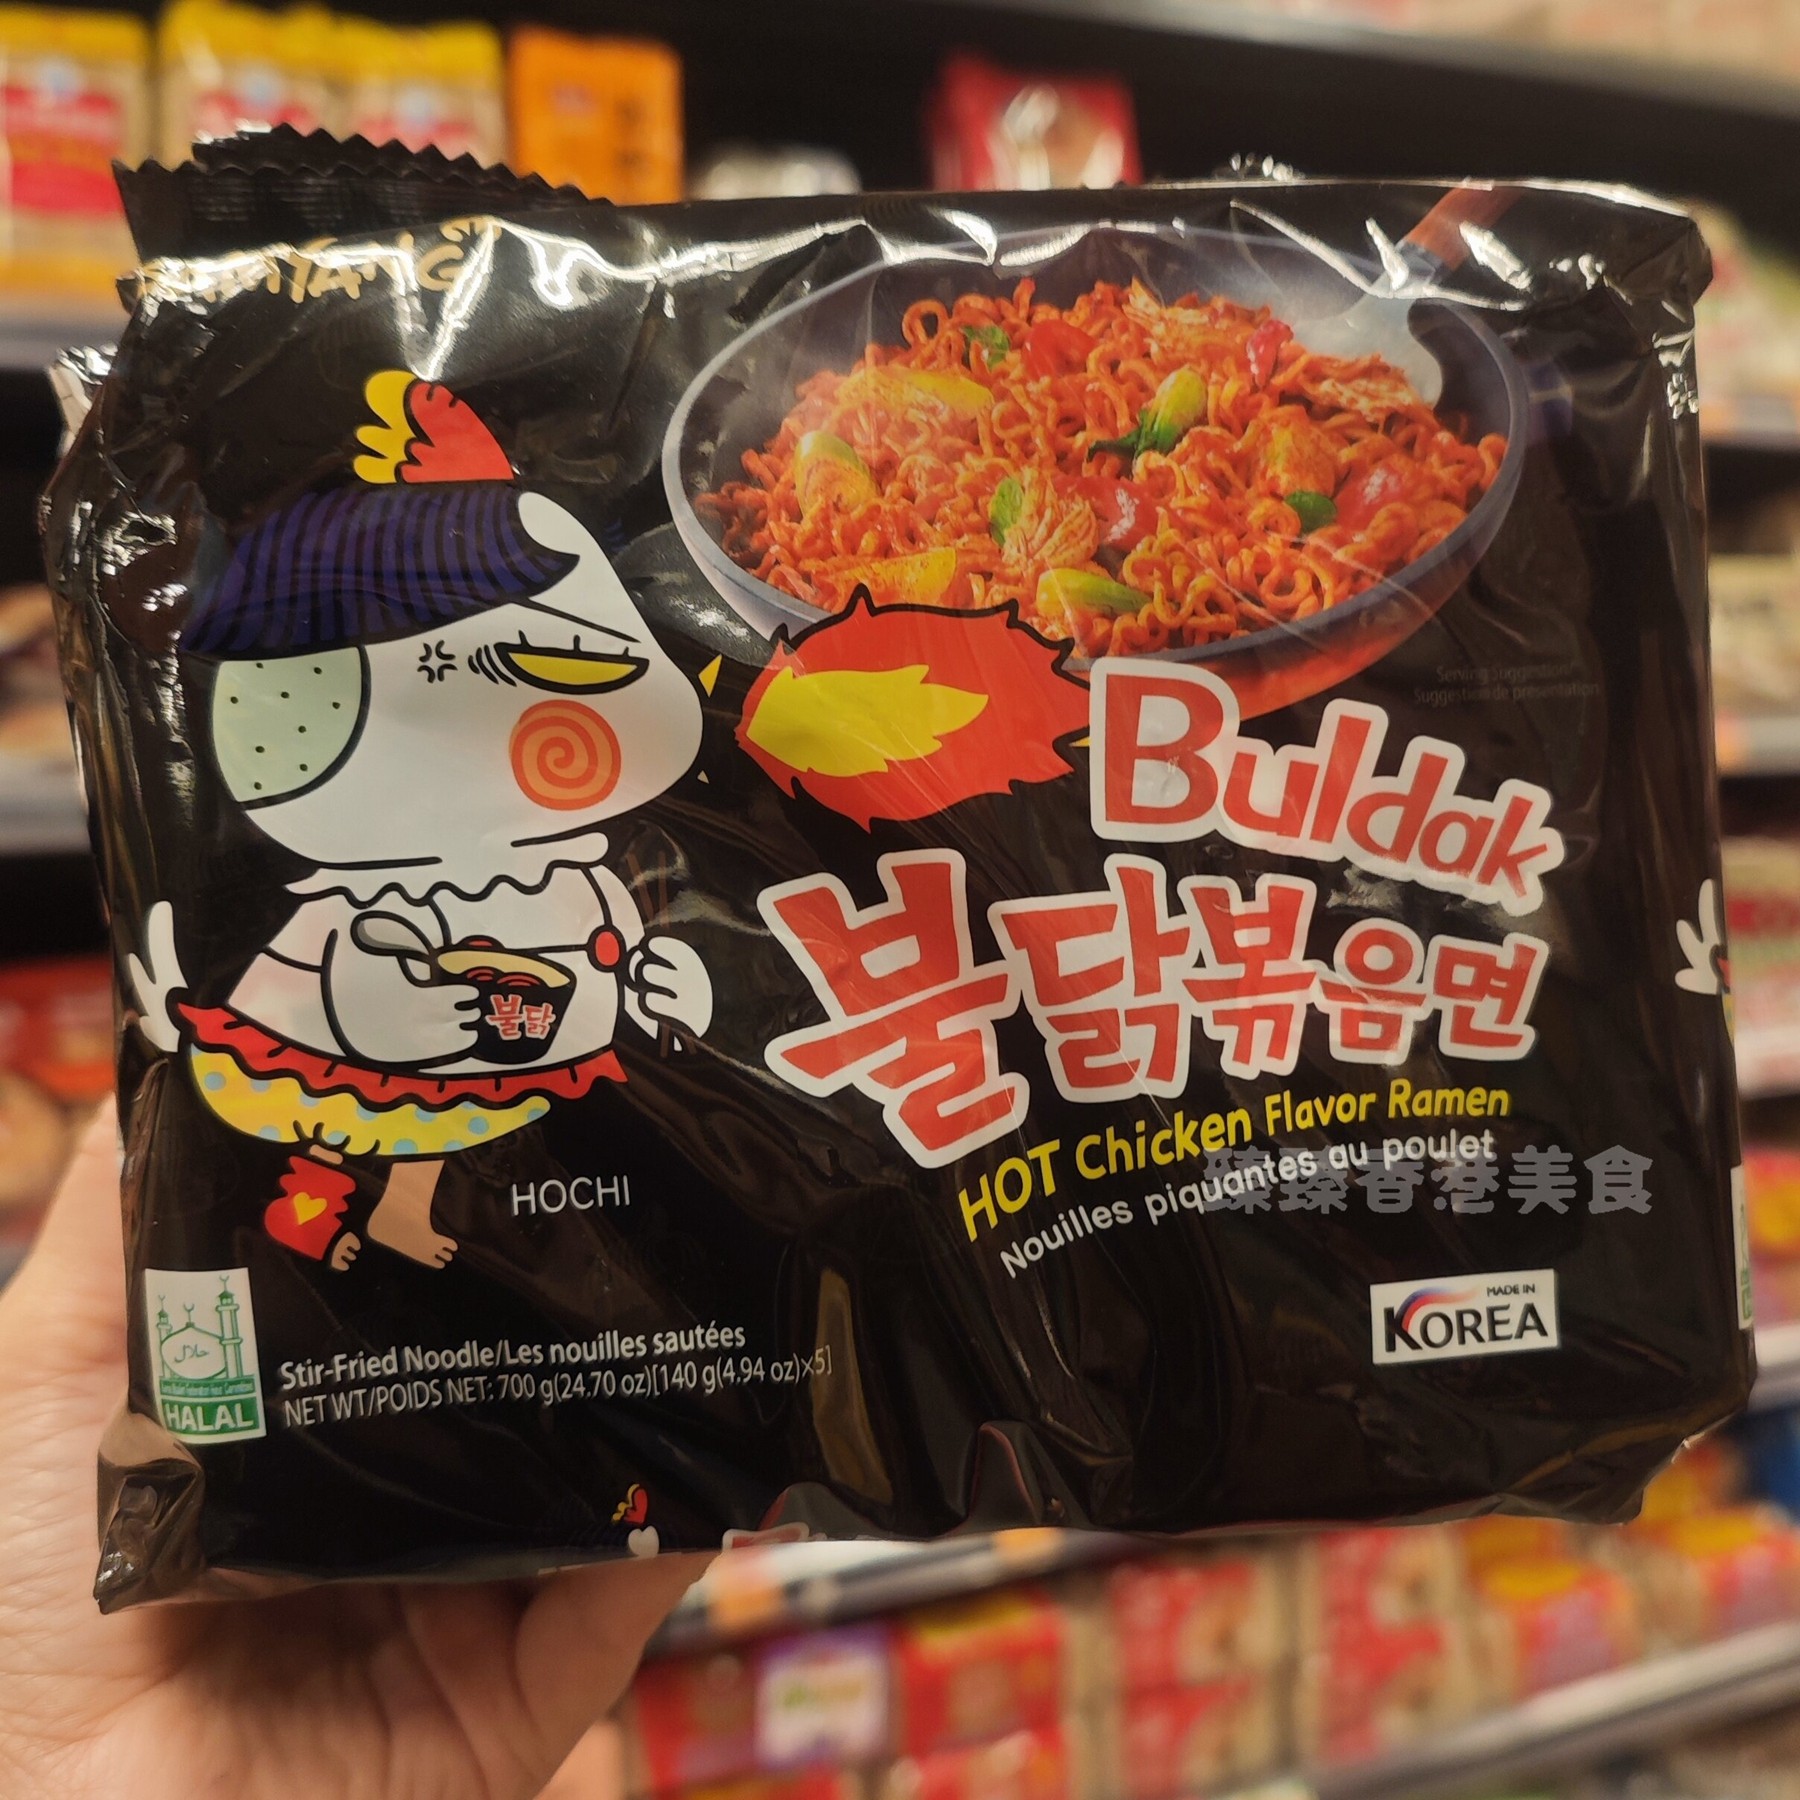 SAMYANG
Serving Suggestion
Suggestion de présentation
Buldak
불닭볶음면
HOT Chicken Flavor Ramen
Nouilles piquantes au poulet
臻臻香港美食
불닭
HOCHI
MADE IN
KOREA
حلال
HALAL
Stir-Fried Noodle/Les nouilles sautées
NET WT/POIDS NET: 700 g(24.70 oz)[140 g(4.94 oz)×5]